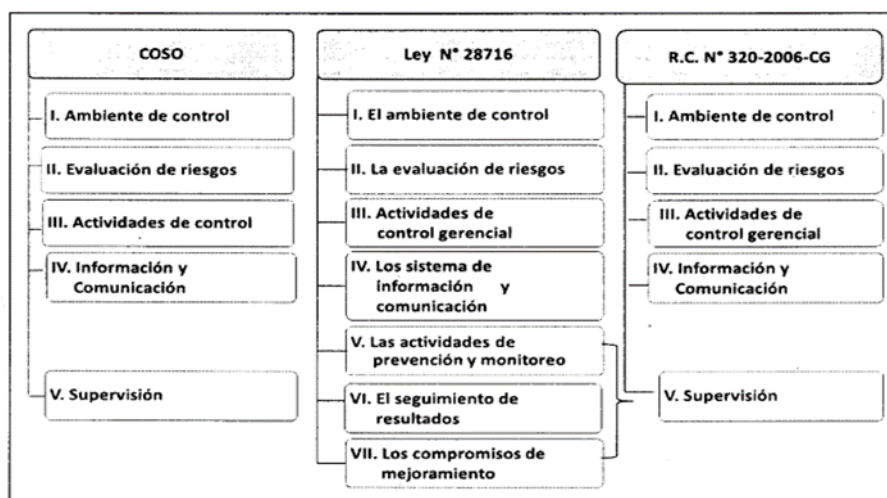 COSO
I. Ambiente de control
II. Evaluación de riesgos
III. Actividades de control
IV. Información y
Comunicación
V. Supervisión
Ley N° 28716
I. El ambiente de control
II. La evaluación de riesgos
III. Actividades de
control gerencial
IV. Los sistema de
información y
comunicación
V. Las actividades de
prevención y monitoreo
VI. El seguimiento de
resultados
VII. Los compromisos de
mejoramiento
R.C. N° 320-2006-CG
I. Ambiente de control
II. Evaluación de riesgos
III. Actividades de
control gerencial
IV. Información y
Comunicación
V. Supervisión